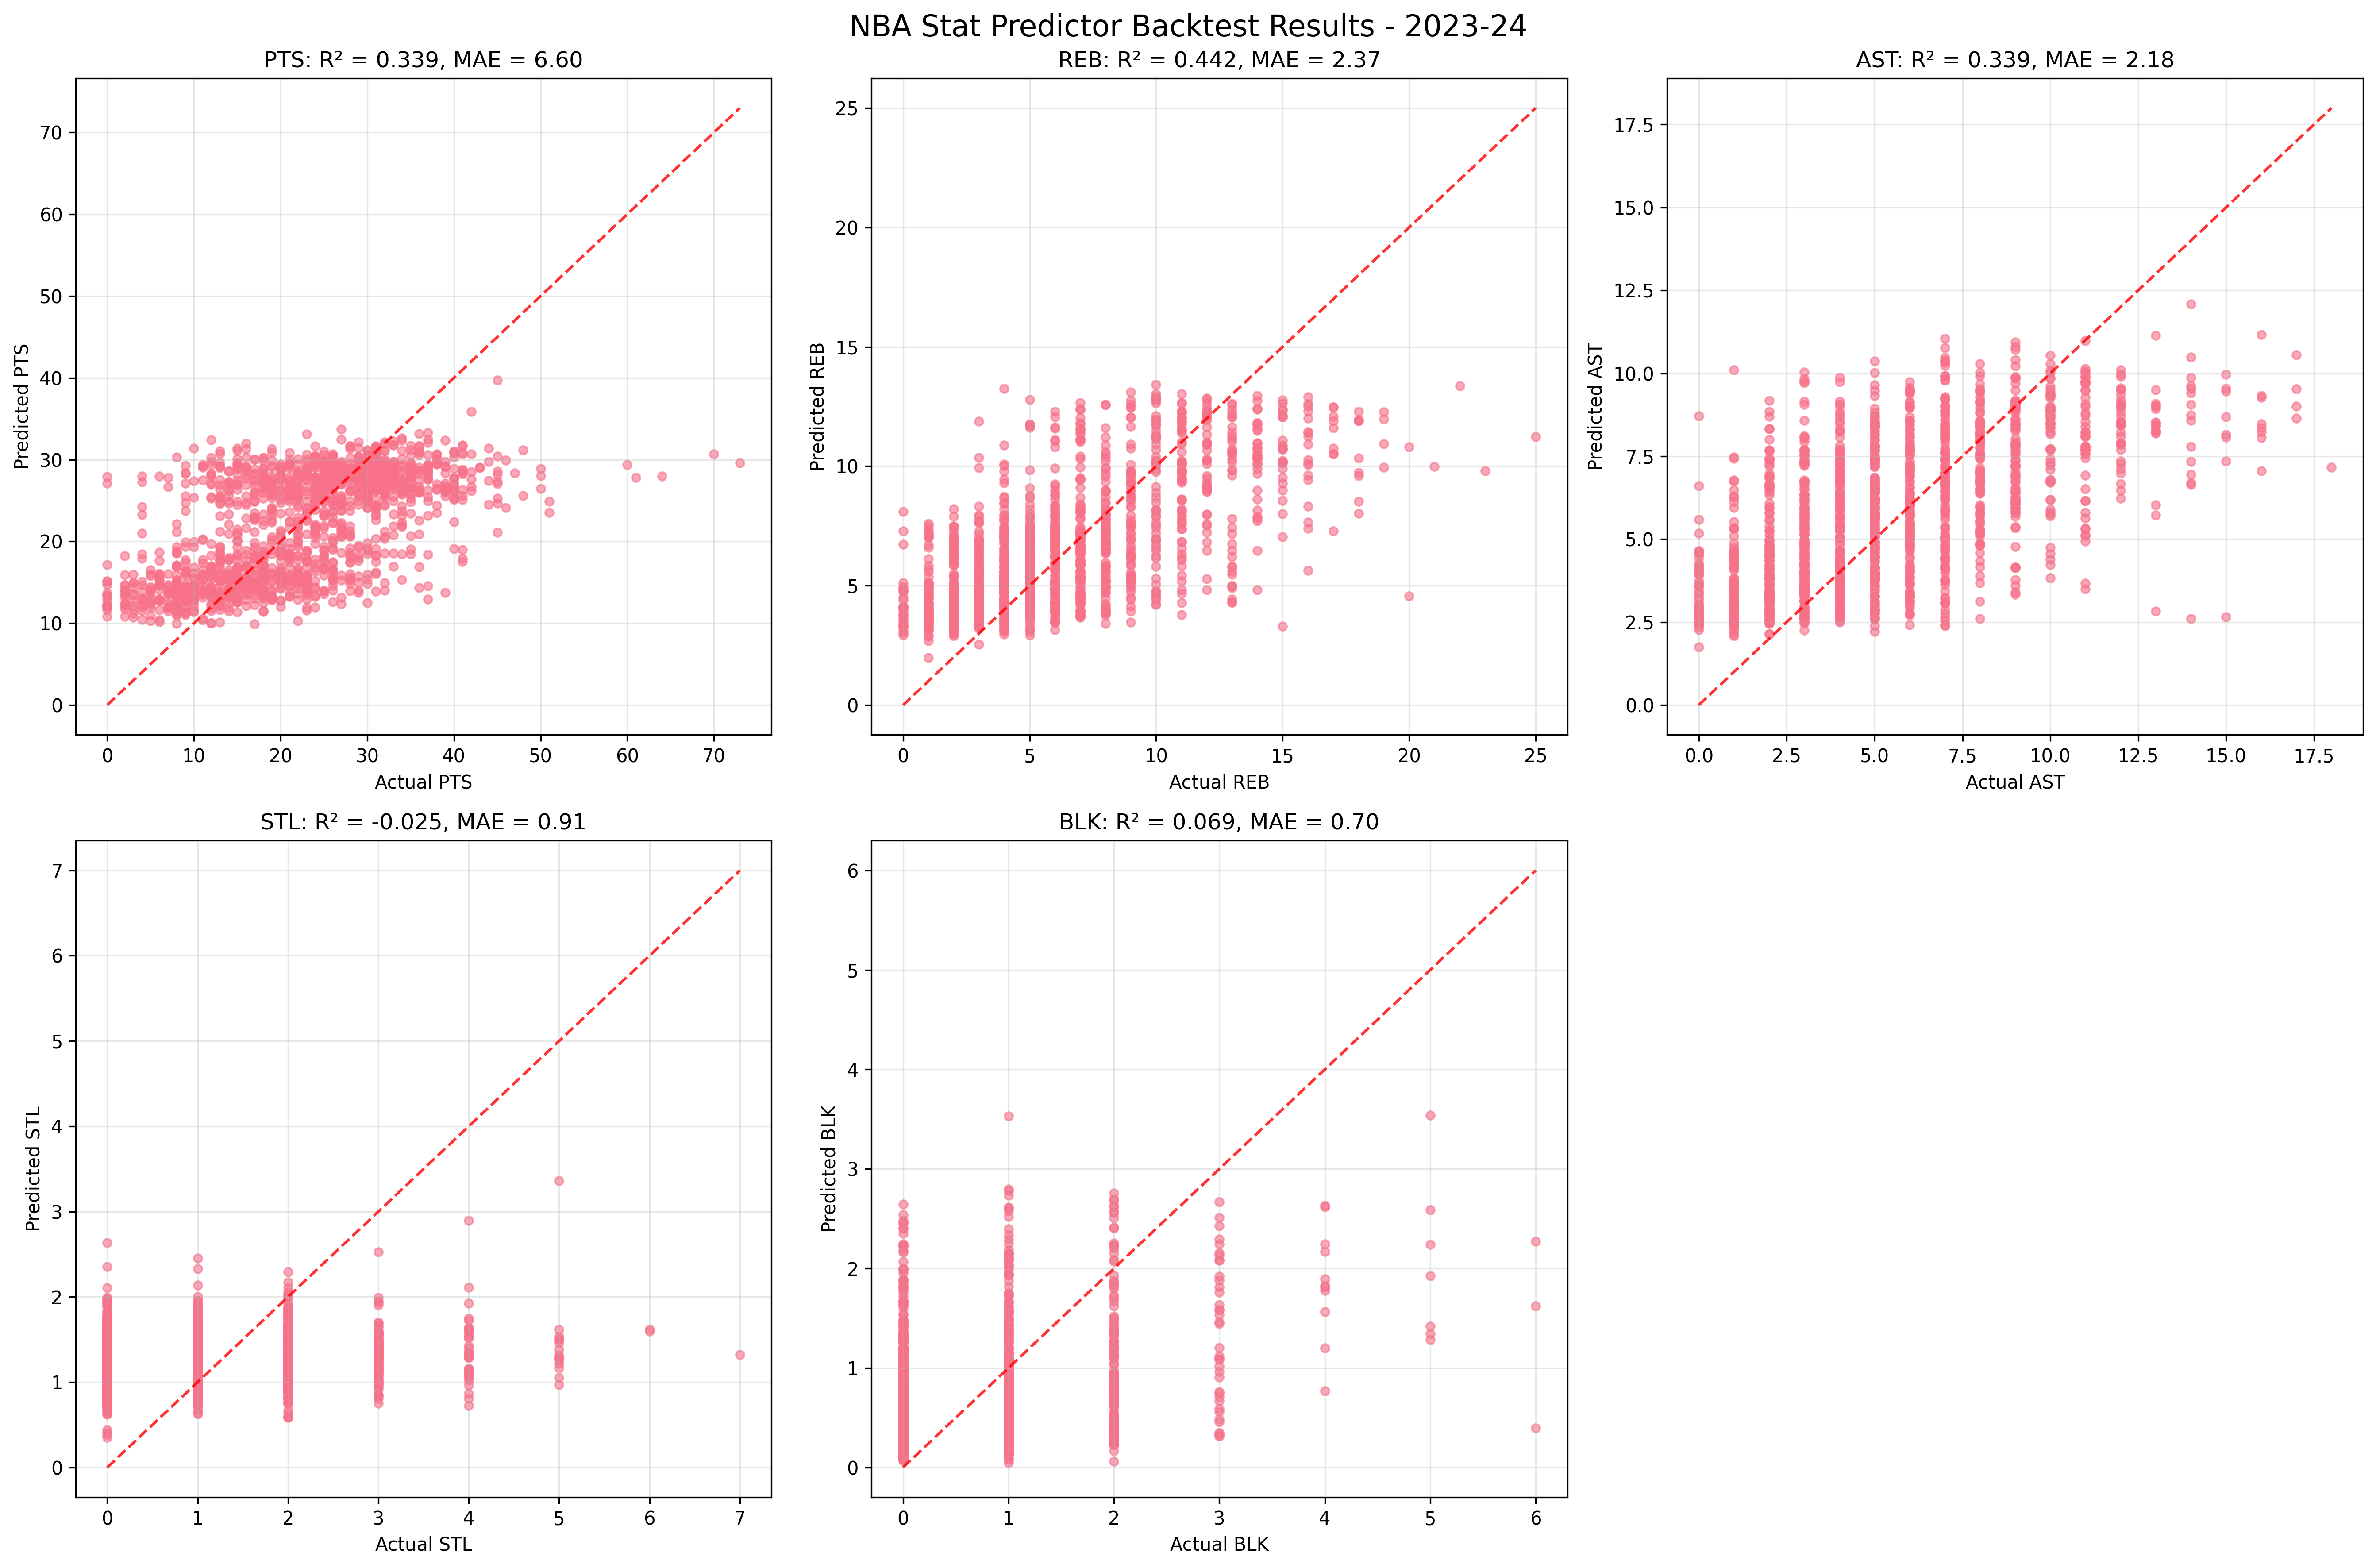 NBA Stat Predictor Backtest Results - 2023-24
PTS: R² = 0.339, MAE = 6.60
70
60
50
40
30
20
10
0
Predicted PTS
0 10 20 30 40 50 60 70
Actual PTS
REB: R² = 0.442, MAE = 2.37
25
20
15
10
5
0
Predicted REB
0 5 10 15 20 25
Actual REB
AST: R² = 0.339, MAE = 2.18
17.5
15.0
12.5
10.0
7.5
5.0
2.5
0.0
Predicted AST
0.0 2.5 5.0 7.5 10.0 12.5 15.0 17.5
Actual AST
STL: R² = -0.025, MAE = 0.91
7
6
5
4
3
2
1
0
Predicted STL
0 1 2 3 4 5 6 7
Actual STL
BLK: R² = 0.069, MAE = 0.70
6
5
4
3
2
1
0
Predicted BLK
0 1 2 3 4 5 6
Actual BLK